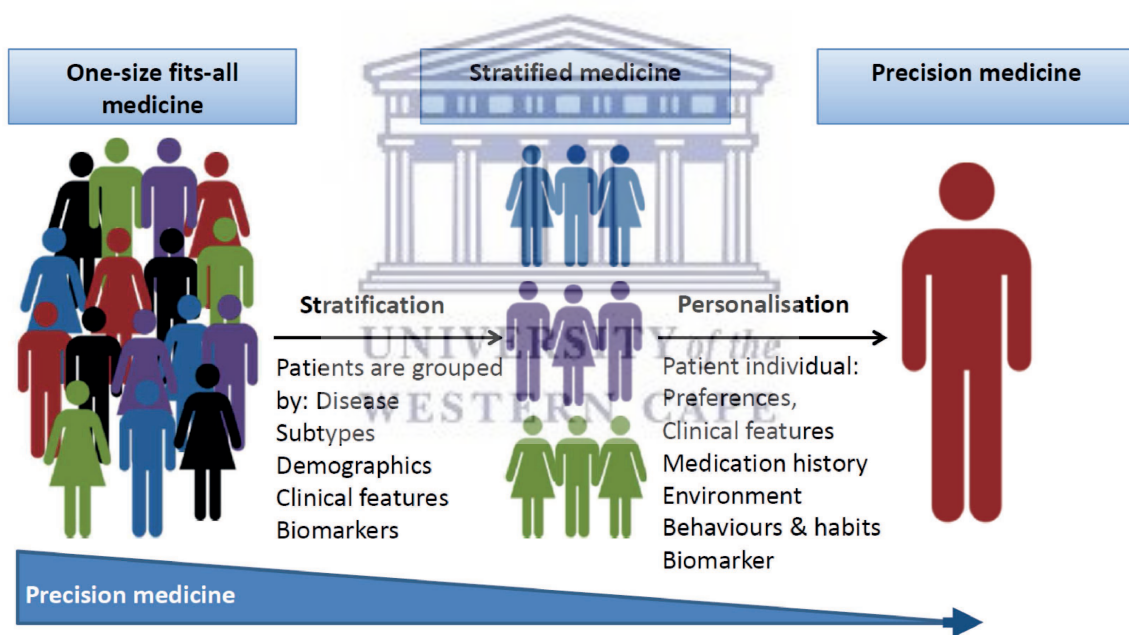 One-size fits-all
medicine
Stratified medicine
Precision medicine
Stratification
Patients are grouped
by: Disease
Subtypes
Demographics
Clinical features
Biomarkers
Personalisation
Patient individual:
Preferences,
Clinical features
Medication history
Environment
Behaviours & habits
Biomarker
UNIVERSITY of the
WESTERN CAPE
Precision medicine